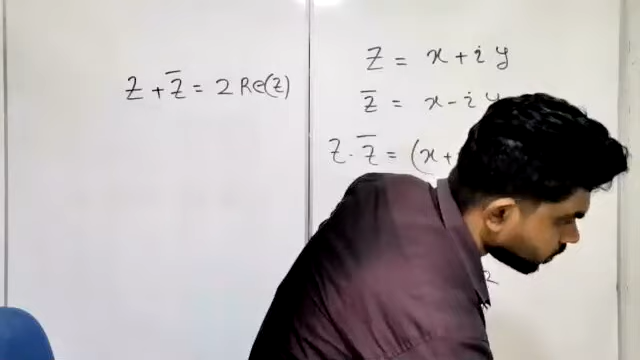 Z + z̅ = 2 Re(z)
Z = x + i y
z̅ = x - i y
Z . z̅ = (x +